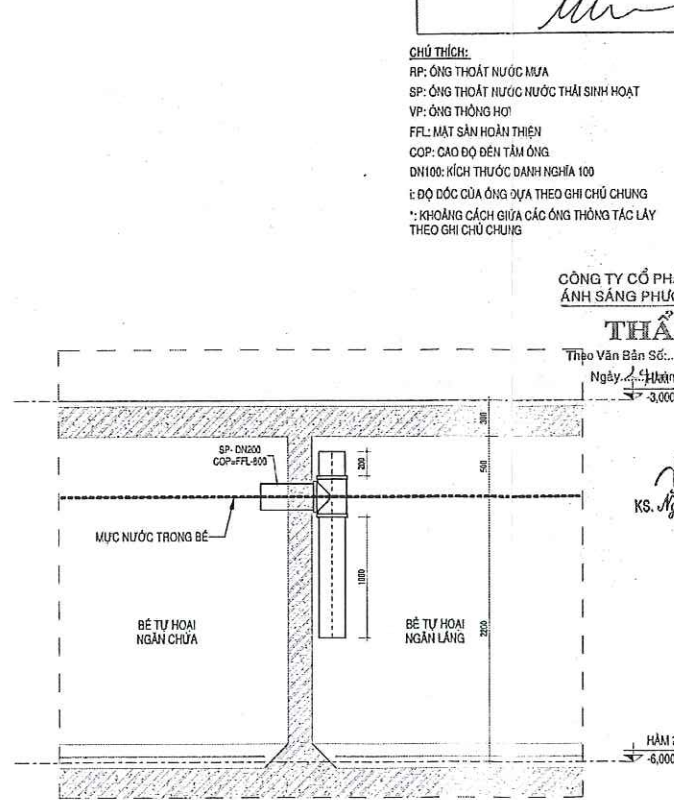 CHÚ THÍCH:
RP: ỐNG THOÁT NƯỚC MƯA
SP: ỐNG THOÁT NƯỚC NƯỚC THẢI SINH HOẠT
VP: ỐNG THÔNG HƠI
FFL: MẶT SÀN HOÀN THIỆN
COP: CAO ĐỘ ĐẾN TÂM ỐNG
DN100: KÍCH THƯỚC DANH NGHĨA 100
i: ĐỘ DỐC CỦA ỐNG DỰA THEO GHI CHÚ CHUNG
*: KHOẢNG CÁCH GIỮA CÁC ỐNG THÔNG TẮC LẤY
THEO GHI CHÚ CHUNG
CÔNG TY CỔ PH
ÁNH SÁNG PHƯ
THẨ
Theo Văn Bản Số:..
Ngày
HẦM
-3,000
300
SP- DN200
COP=FFL-800
200
500
KS.
MỰC NƯỚC TRONG BỂ
1000
BỂ TỰ HOẠI
NGĂN CHỨA
BỂ TỰ HOẠI
NGĂN LẮNG
2200
HẦM
-6,000